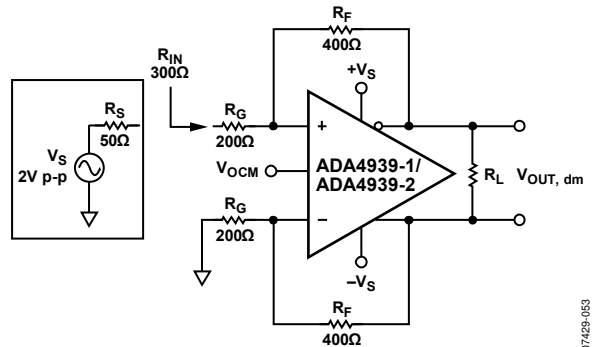 RF
400Ω
RIN
300Ω
+VS
RS
50Ω
VS
2V p-p
RG
200Ω
+
VOCM
ADA4939-1/
ADA4939-2
RL
VOUT, dm
RG
200Ω
−
−VS
RF
400Ω
07429-053